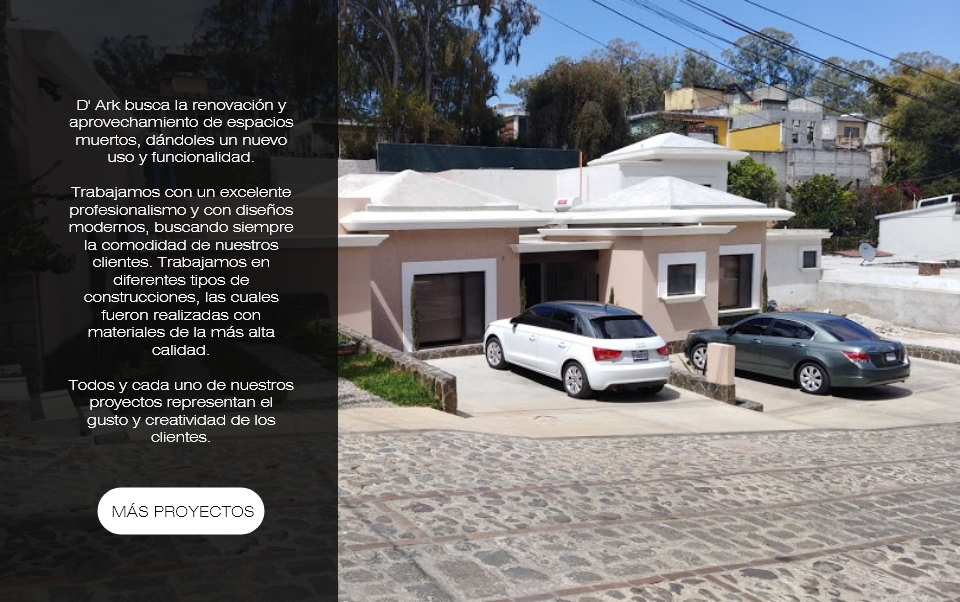 D' Ark busca la renovación y
aprovechamiento de espacios
muertos, dándoles un nuevo
uso y funcionalidad.
Trabajamos con un excelente
profesionalismo y con diseños
modernos, buscando siempre
la comodidad de nuestros
clientes. Trabajamos en
diferentes tipos de
construcciones, las cuales
fueron realizadas con
materiales de la más alta
calidad.
Todos y cada uno de nuestros
proyectos representan el
gusto y creatividad de los
clientes.
MÁS PROYECTOS